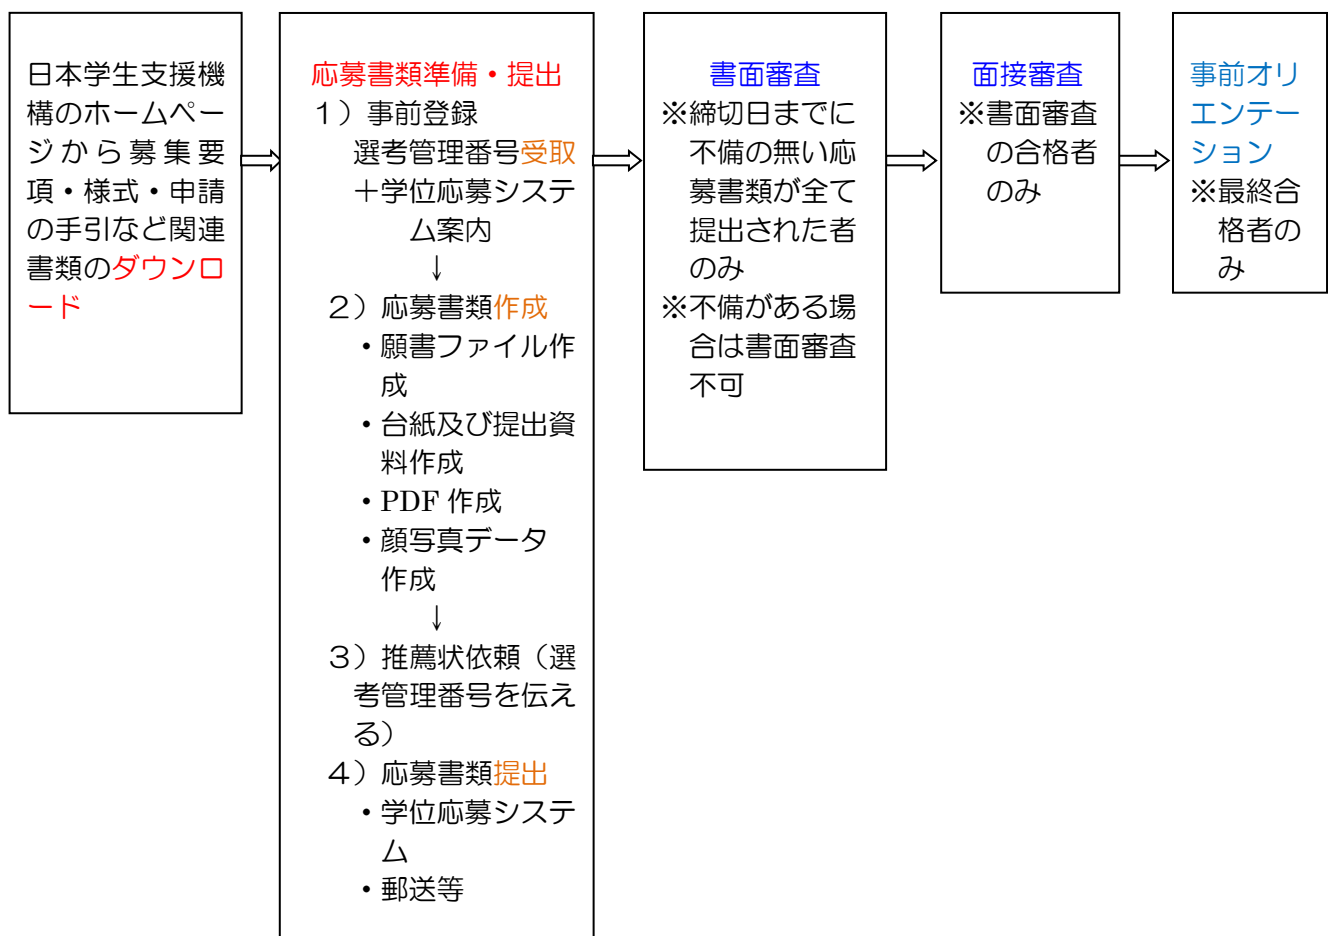 日本学生支援機
構のホームペー
ジから募集要
項・様式・申請
の手引など関連
書類のダウンロ
ード
応募書類準備・提出
１）事前登録
選考管理番号受取
＋学位応募システ
ム案内
↓
２）応募書類作成
・願書ファイル作
成
・台紙及び提出資
料作成
・PDF 作成
・顔写真データ
作成
↓
３）推薦状依頼（選
考管理番号を伝え
る）
４）応募書類提出
・学位応募システ
ム
・郵送等
書面審査
※締切日までに
不備の無い応
募書類が全て
提出された者
のみ
※不備がある場
合は書面審査
不可
面接審査
※書面審査
の合格者
のみ
事前オリ
エンテー
ション
※最終合
格者の
み